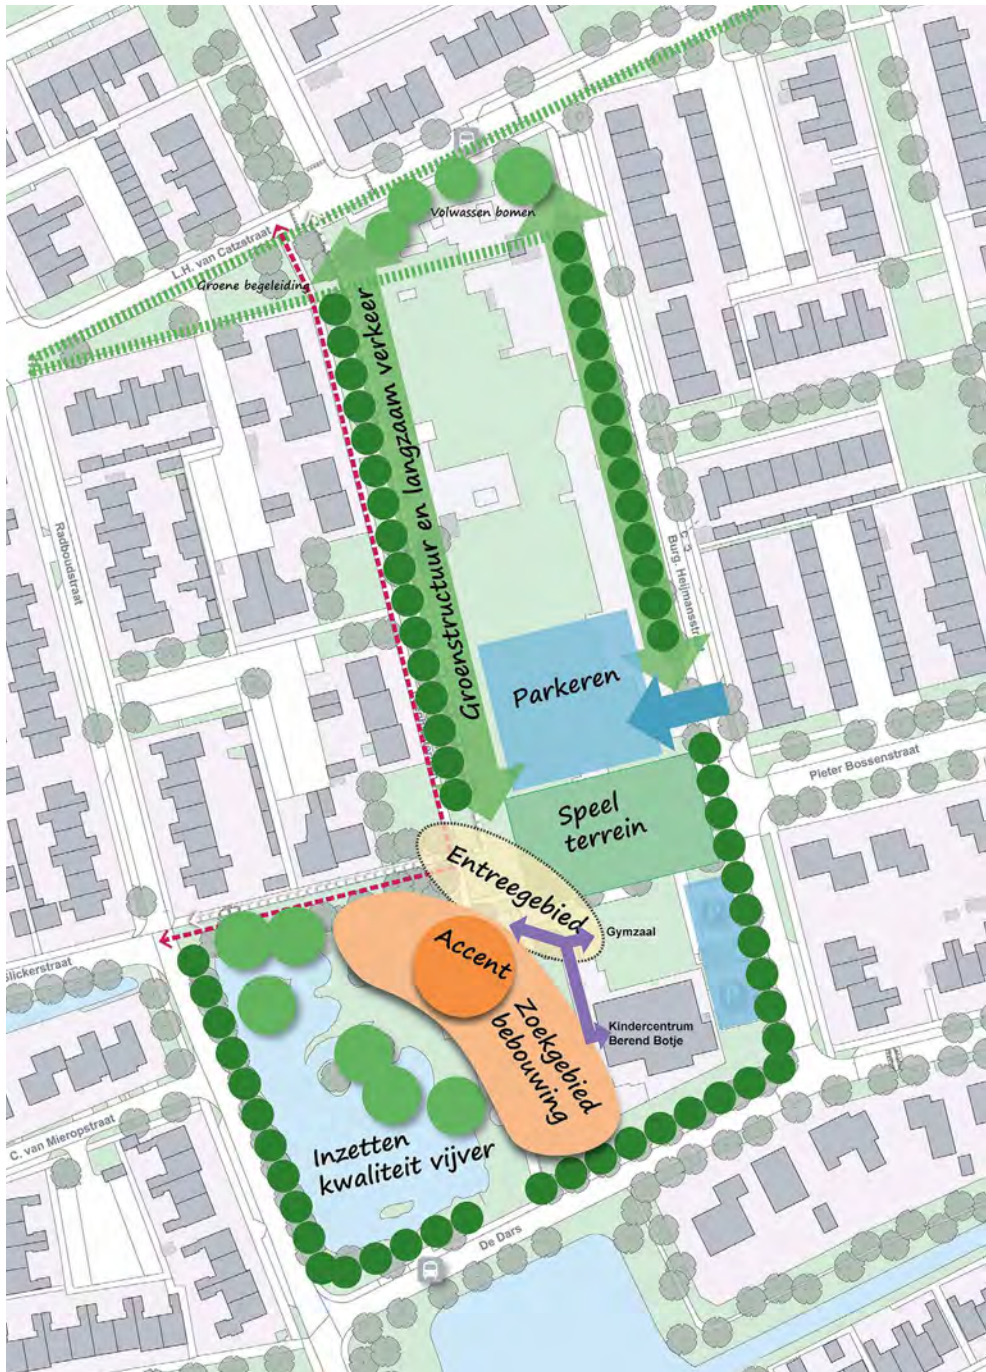 Volwassen bomen
L.H. van Catzstraat
Groene begeleiding
Groenstructuur en langzaam verkeer
Radboudstraat
Burg. Heijmansstr
Parkeren
Pieter Bossenstraat
Speel
terrein
Entreegebied
Gymzaal
Accent
Slickerstraat
Zoekgebied
bebouwing
Kindercentrum
Berend Botje
C. van Mieropstraat
Inzetten
kwaliteit vijver
De Dars